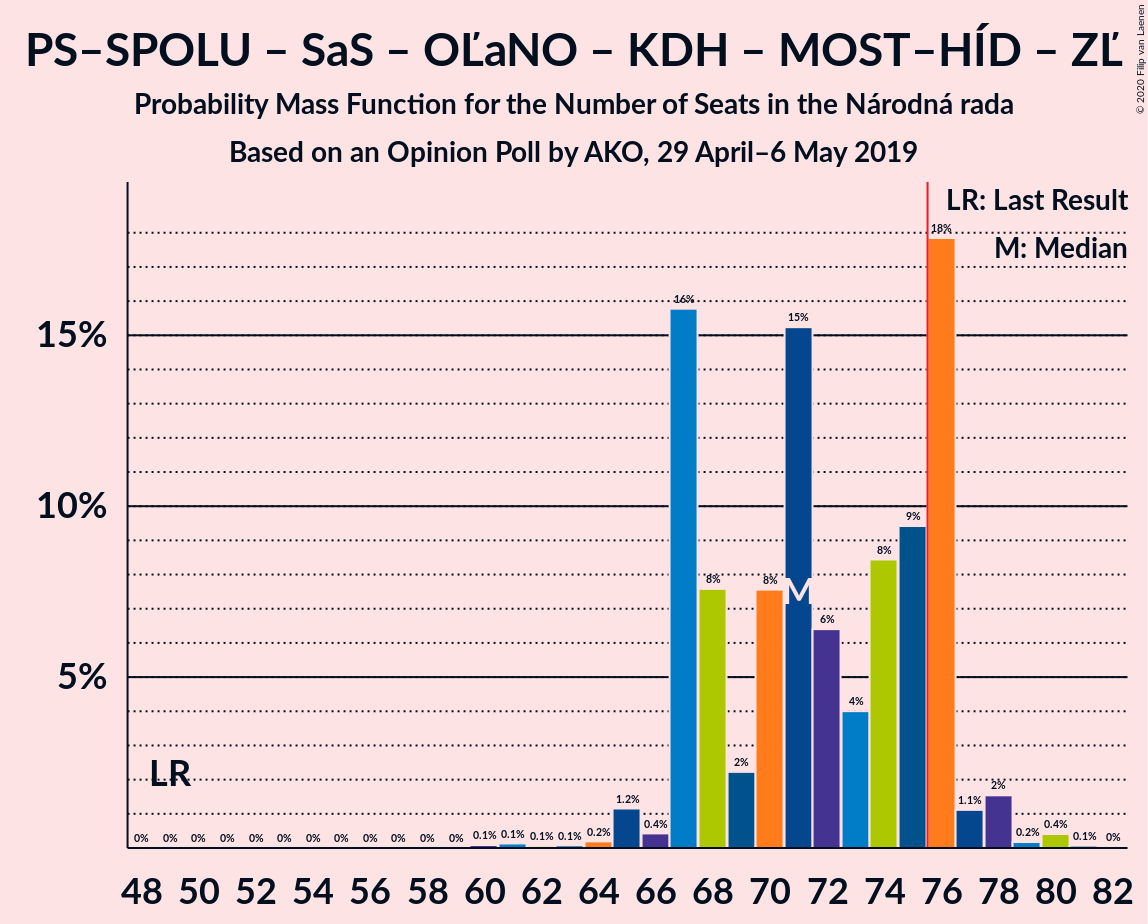 PS–SPOLU – SaS – OĽaNO – KDH – MOST–HÍD – ZĽ
Probability Mass Function for the Number of Seats in the Národná rada
Based on an Opinion Poll by AKO, 29 April–6 May 2019
© 2020 Filip van Laenen
LR: Last Result
M: Median
15%
10%
5%
LR
M
0% 0% 0% 0% 0% 0% 0% 0% 0% 0% 0% 0% 0.1% 0.1% 0.1% 0.1% 0.2% 1.2% 0.4% 16% 8% 2% 8% 15% 6% 4% 8% 9% 18% 1.1% 2% 0.2% 0.4% 0.1% 0%
48 50 52 54 56 58 60 62 64 66 68 70 72 74 76 78 80 82